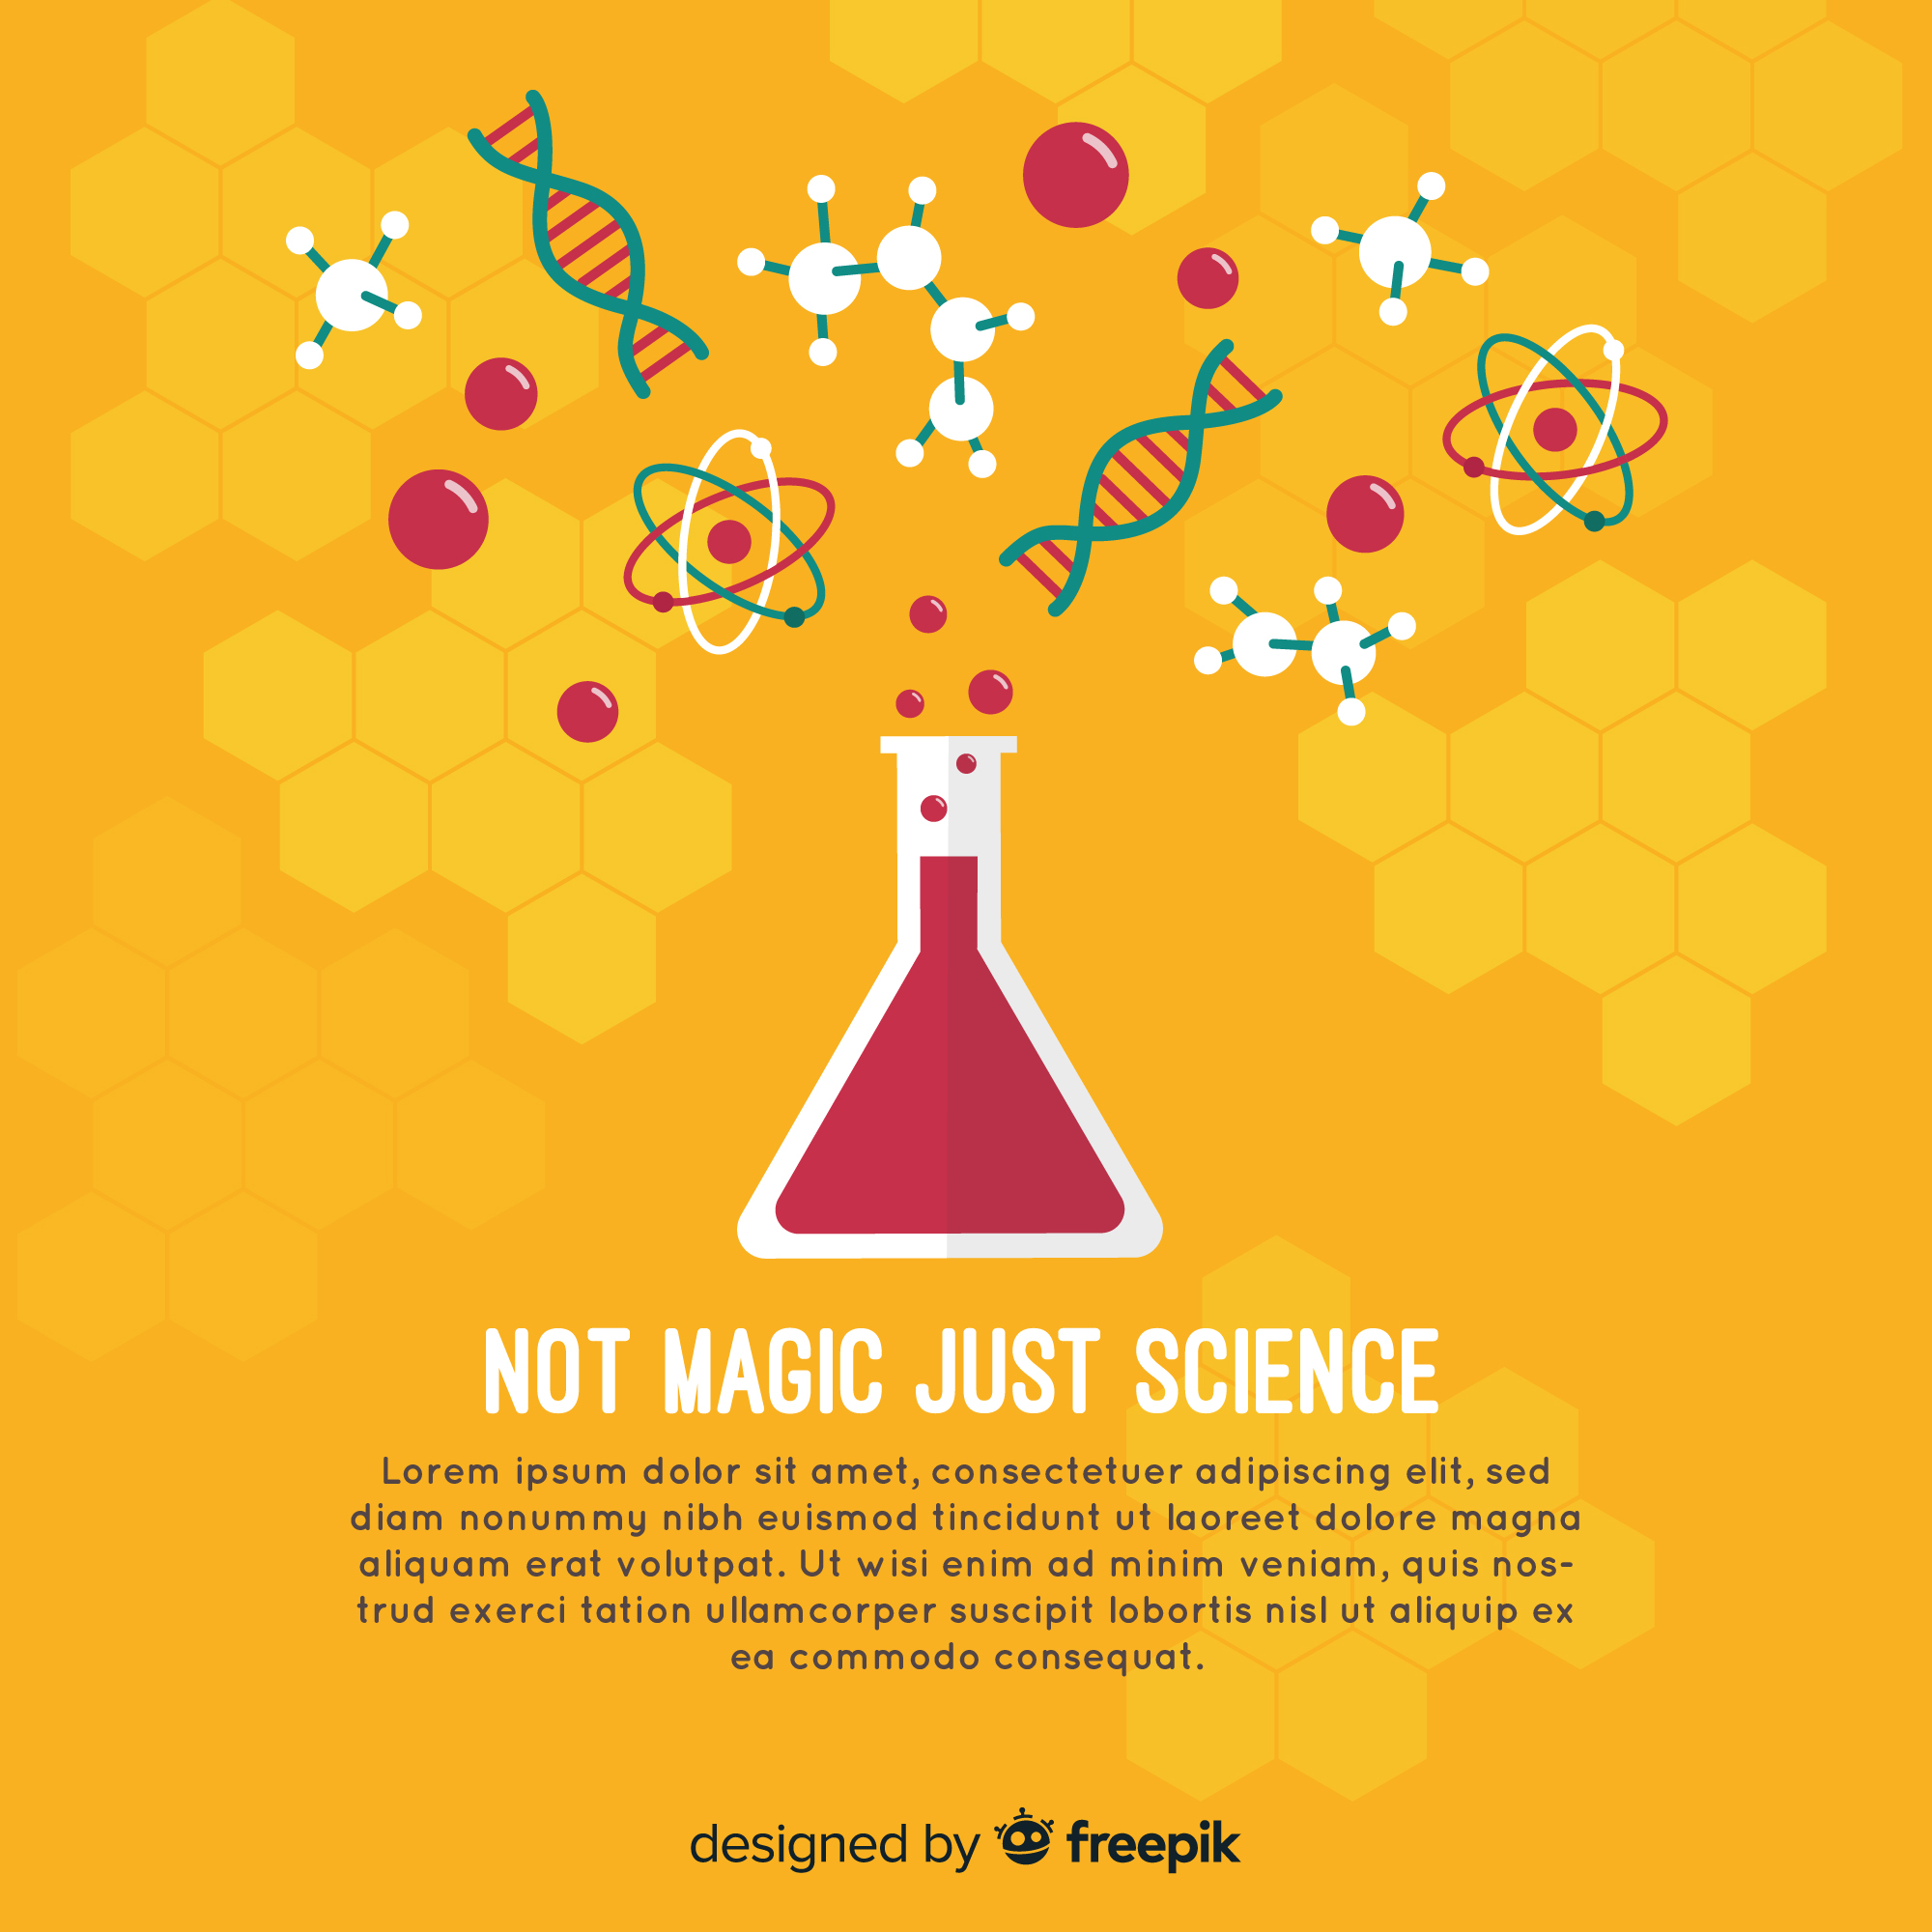 NOT MAGIC JUST SCIENCE
Lorem ipsum dolor sit amet, consectetuer adipiscing elit, sed
diam nonummy nibh euismod tincidunt ut laoreet dolore magna
aliquam erat volutpat. Ut wisi enim ad minim veniam, quis nos-
trud exerci tation ullamcorper suscipit lobortis nisl ut aliquip ex
ea commodo consequat.
designed by freepik